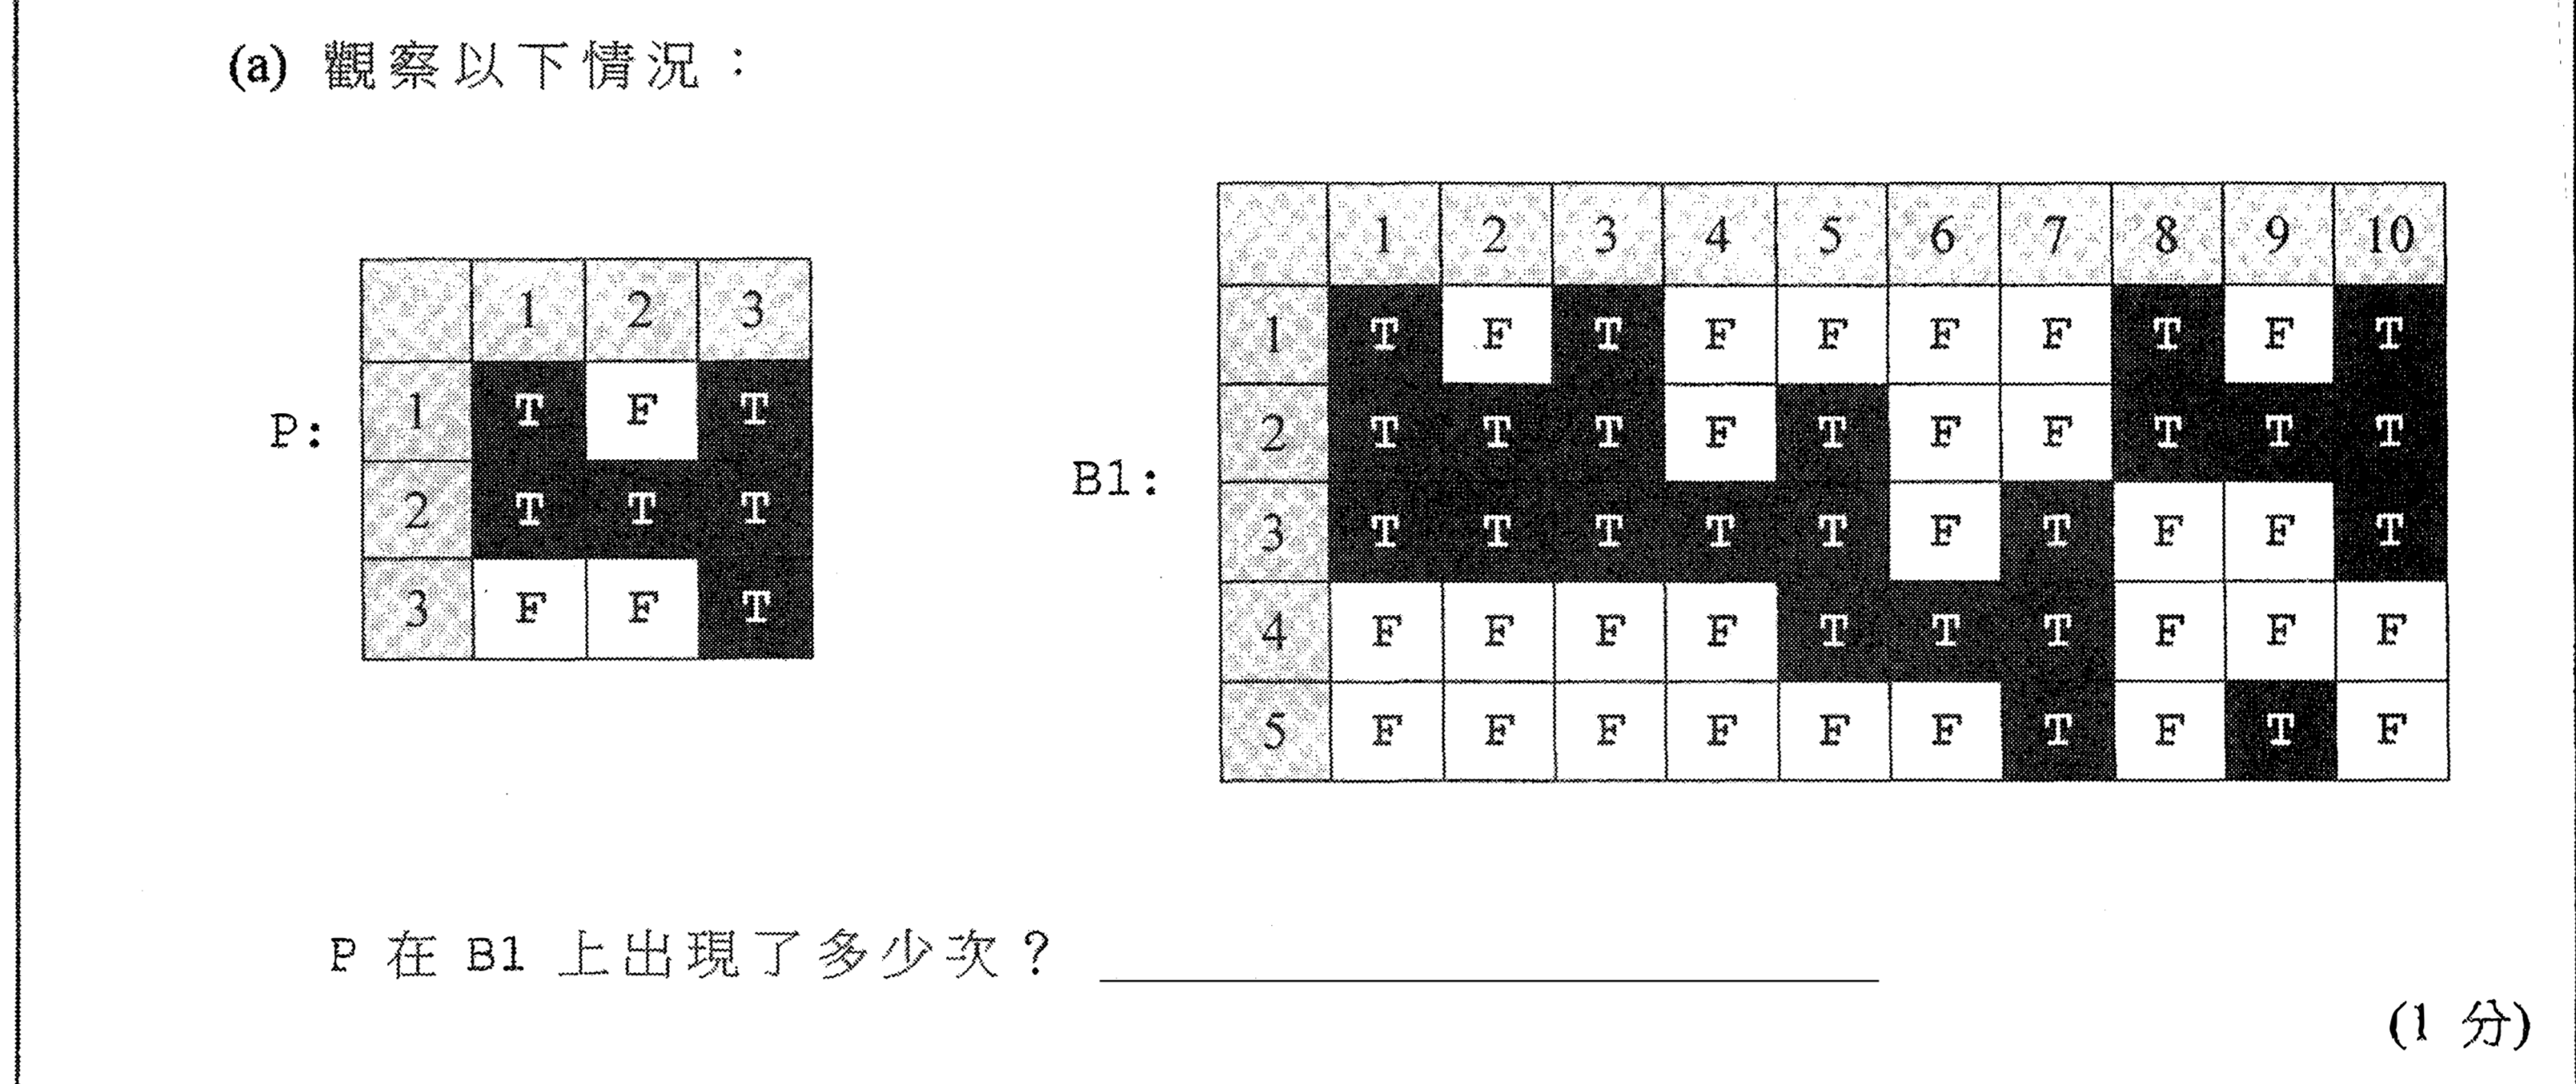 (a) 觀察以下情況：
1 2 3
P: 1 T F T
2 T T T
3 F F T
1 2 3 4 5 6 7 8 9 10
B1: 1 T F T F F F F T F T
2 T T T F T F F T T T
3 T T T T T F T F F T
4 F F F F T T T F F F
5 F F F F F F T F T F
P 在 B1 上出現了多少次？
(1 分)